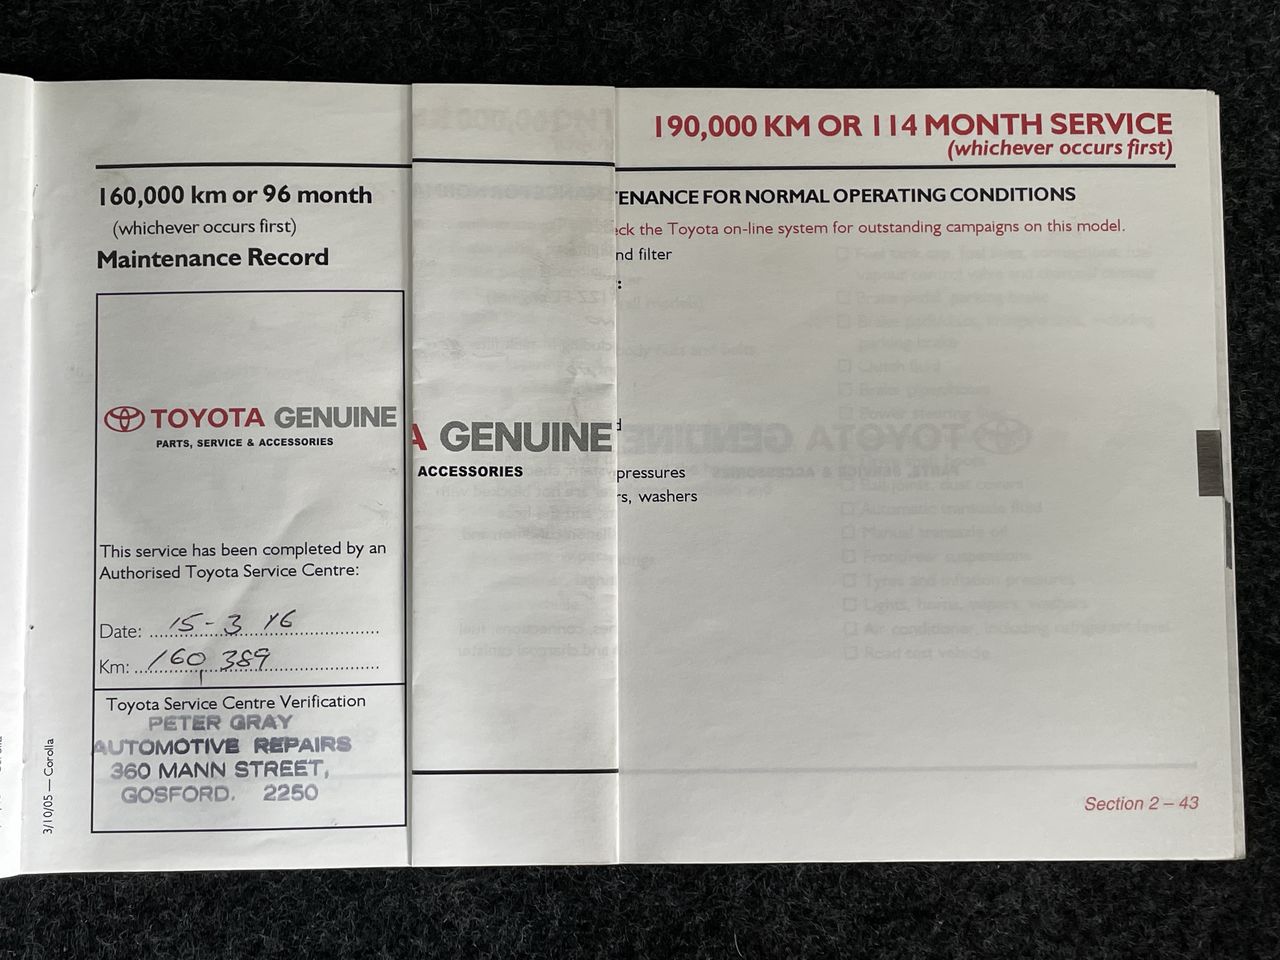 160,000 km or 96 month
(whichever occurs first)
Maintenance Record
TOYOTA GENUINE
PARTS, SERVICE & ACCESSORIES
This service has been completed by an
Authorised Toyota Service Centre:
Date: 15-3 16
Km: 160,389
Toyota Service Centre Verification
PETER GRAY
AUTOMOTIVE REPAIRS
360 MANN STREET,
GOSFORD. 2250
3/10/05 — Corolla
A GENUINE
ACCESSORIES
190,000 KM OR 114 MONTH SERVICE
(whichever occurs first)
TENANCE FOR NORMAL OPERATING CONDITIONS
eck the Toyota on-line system for outstanding campaigns on this model.
nd filter
:
d
pressures
rs, washers
Section 2 – 43